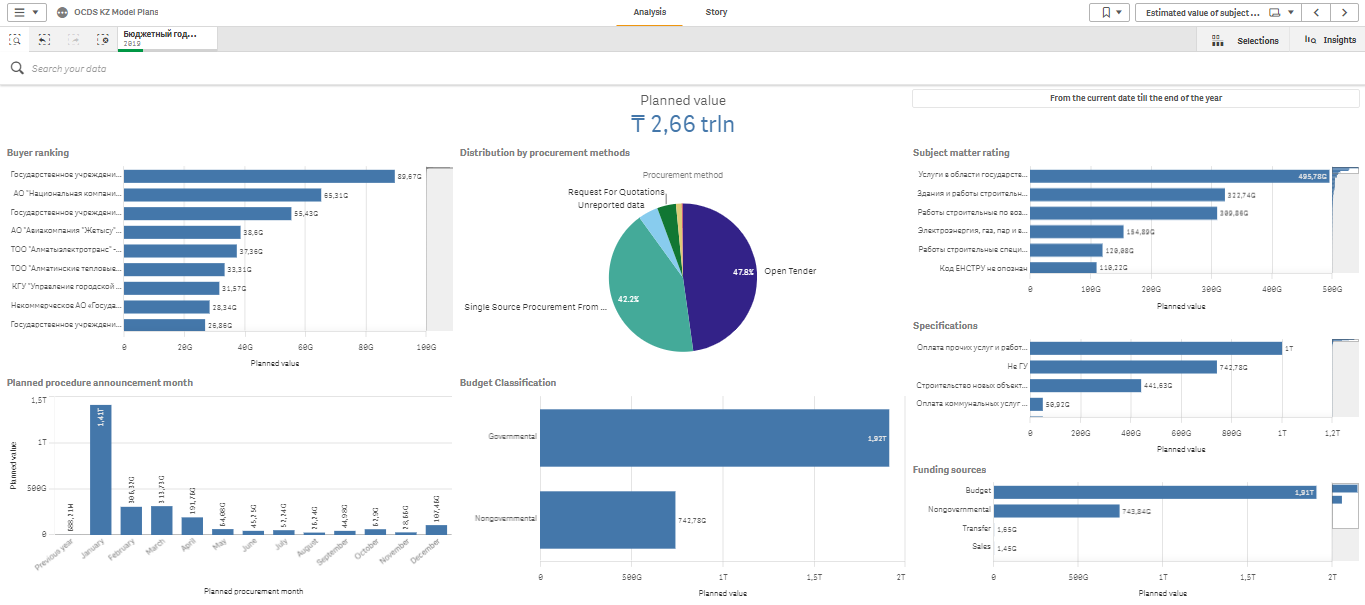 OCDS KZ Model Plans
Analysis
Story
Estimated value of subject ...
Бюджетный год...
2019
Selections
Insights
Search your data
Planned value
₸ 2,66 trln
From the current date till the end of the year
Buyer ranking
Государственное учреждени...
89,67G
АО "Национальная компани...
65,31G
Государственное учреждени...
55,43G
АО "Авиакомпания "Жетысу"...
38,6G
ТОО "Алматыэлектротранс" -...
37,36G
ТОО "Алматинские тепловые...
33,31G
КГУ "Управление городской ...
31,57G
Некоммерческое АО «Госуда...
28,34G
Государственное учреждени...
26,86G
0
20G
40G
60G
80G
100G
Planned value
Distribution by procurement methods
Procurement method
Request For Quotations
Unreported data
47.8%
Open Tender
42.2%
Single Source Procurement From ...
Subject matter rating
Услуги в области государств...
495,78G
Здания и работы строительн...
322,74G
Работы строительные по воз...
309,86G
Электроэнергия, газ, пар и в...
154,89G
Работы строительные специ...
120,08G
Код ЕНСТРУ не опознан
110,22G
0
100G
200G
300G
400G
500G
Planned value
Specifications
Оплата прочих услуг и работ...
1T
Не ГУ
742,78G
Строительство новых объект...
441,63G
Оплата коммунальных услуг ...
50,92G
0
200G
400G
600G
800G
1T
1,2T
Planned value
Planned procedure announcement month
Planned value
1,5T
1T
500G
0
688,21M
1,41T
306,32G
313,73G
191,76G
64,08G
45,25G
52,24G
26,24G
44,98G
62,9G
28,66G
107,46G
Previous year
January
February
March
April
May
June
July
August
September
October
November
December
Planned procurement month
Budget Classification
Governmental
1,92T
Nongovernmental
742,78G
0
500G
1T
1,5T
2T
Planned value
Funding sources
Budget
1,91T
Nongovernmental
743,84G
Transfer
1,65G
Sales
1,45G
0
500G
1T
1,5T
2T
Planned value